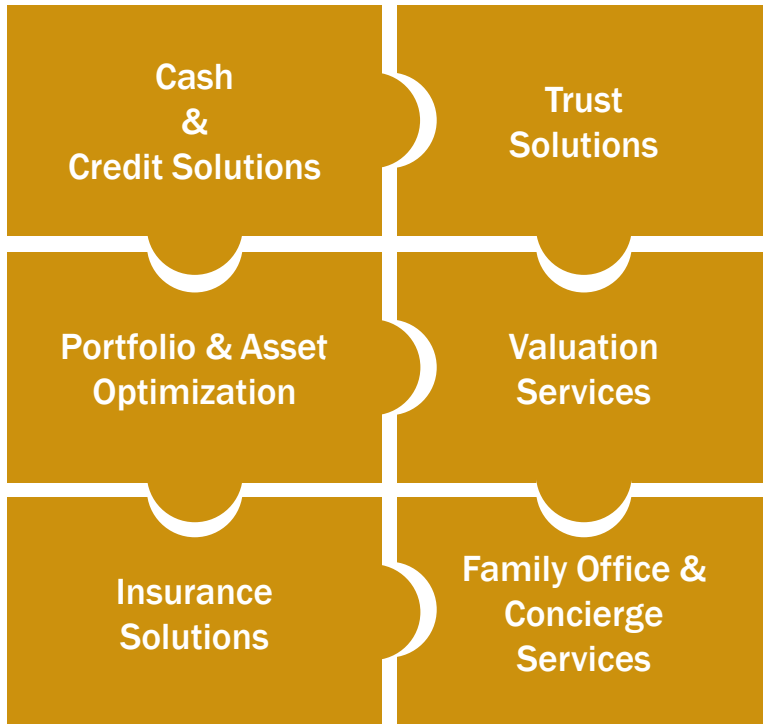 Cash
&
Credit Solutions
Trust
Solutions
Portfolio & Asset
Optimization
Valuation
Services
Insurance
Solutions
Family Office &
Concierge
Services